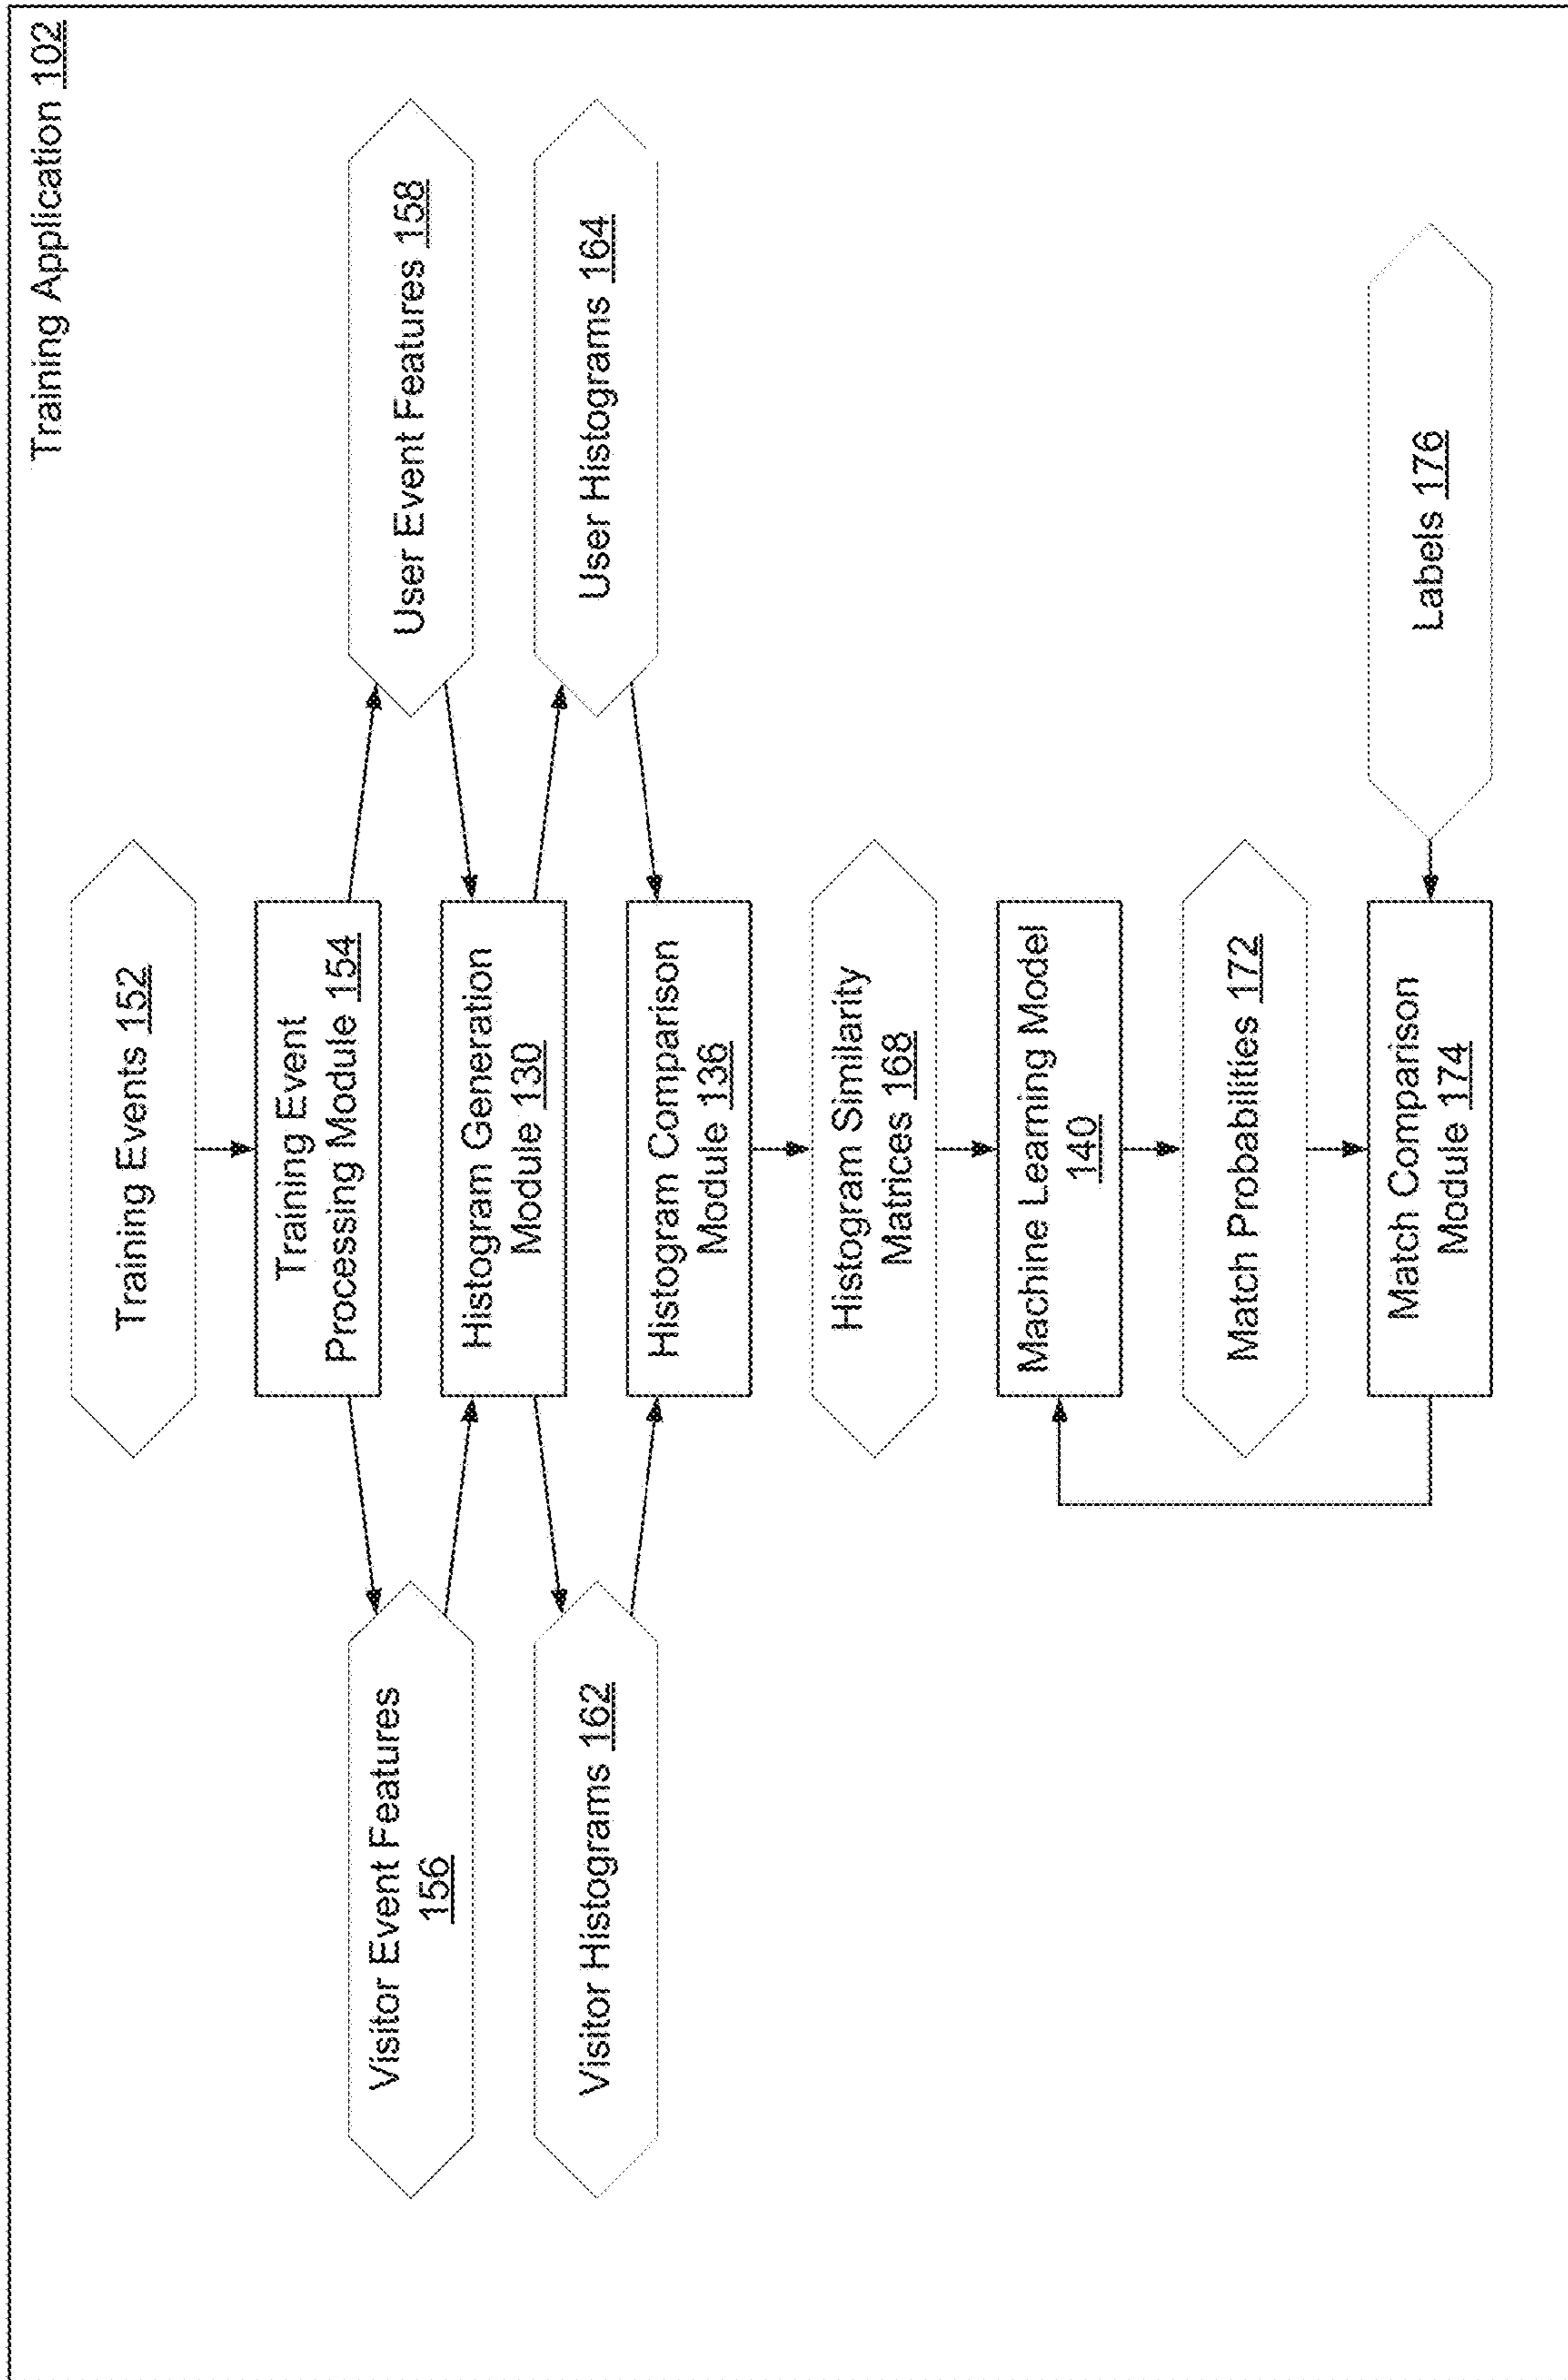 Training Application 102
Training Events 152
Training Event
Processing Module 154
Visitor Event Features
156
User Event Features 158
Histogram Generation
Module 130
Visitor Histograms 162
User Histograms 164
Histogram Comparison
Module 136
Histogram Similarity
Matrices 168
Machine Learning Model
140
Match Probabilities 172
Match Comparison
Module 174
Labels 176